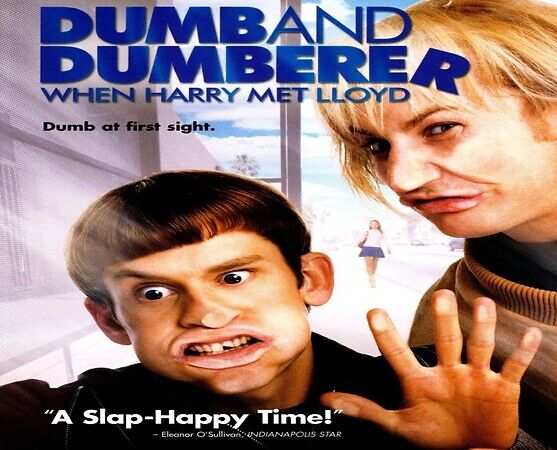 DUMB AND
DUMBERER
WHEN HARRY MET LLOYD
Dumb at first sight.
"A Slap-Happy Time!"
– Eleanor O'Sullivan, INDIANAPOLIS STAR